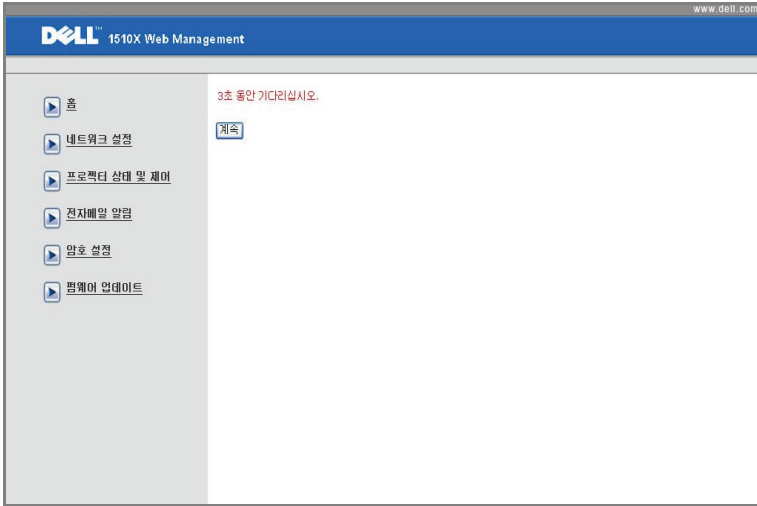 www.dell.com
DELL™ 1510X Web Management
홈
네트워크 설정
프로젝터 상태 및 제어
전자메일 알림
암호 설정
펌웨어 업데이트
3초 동안 기다리십시오.
계속